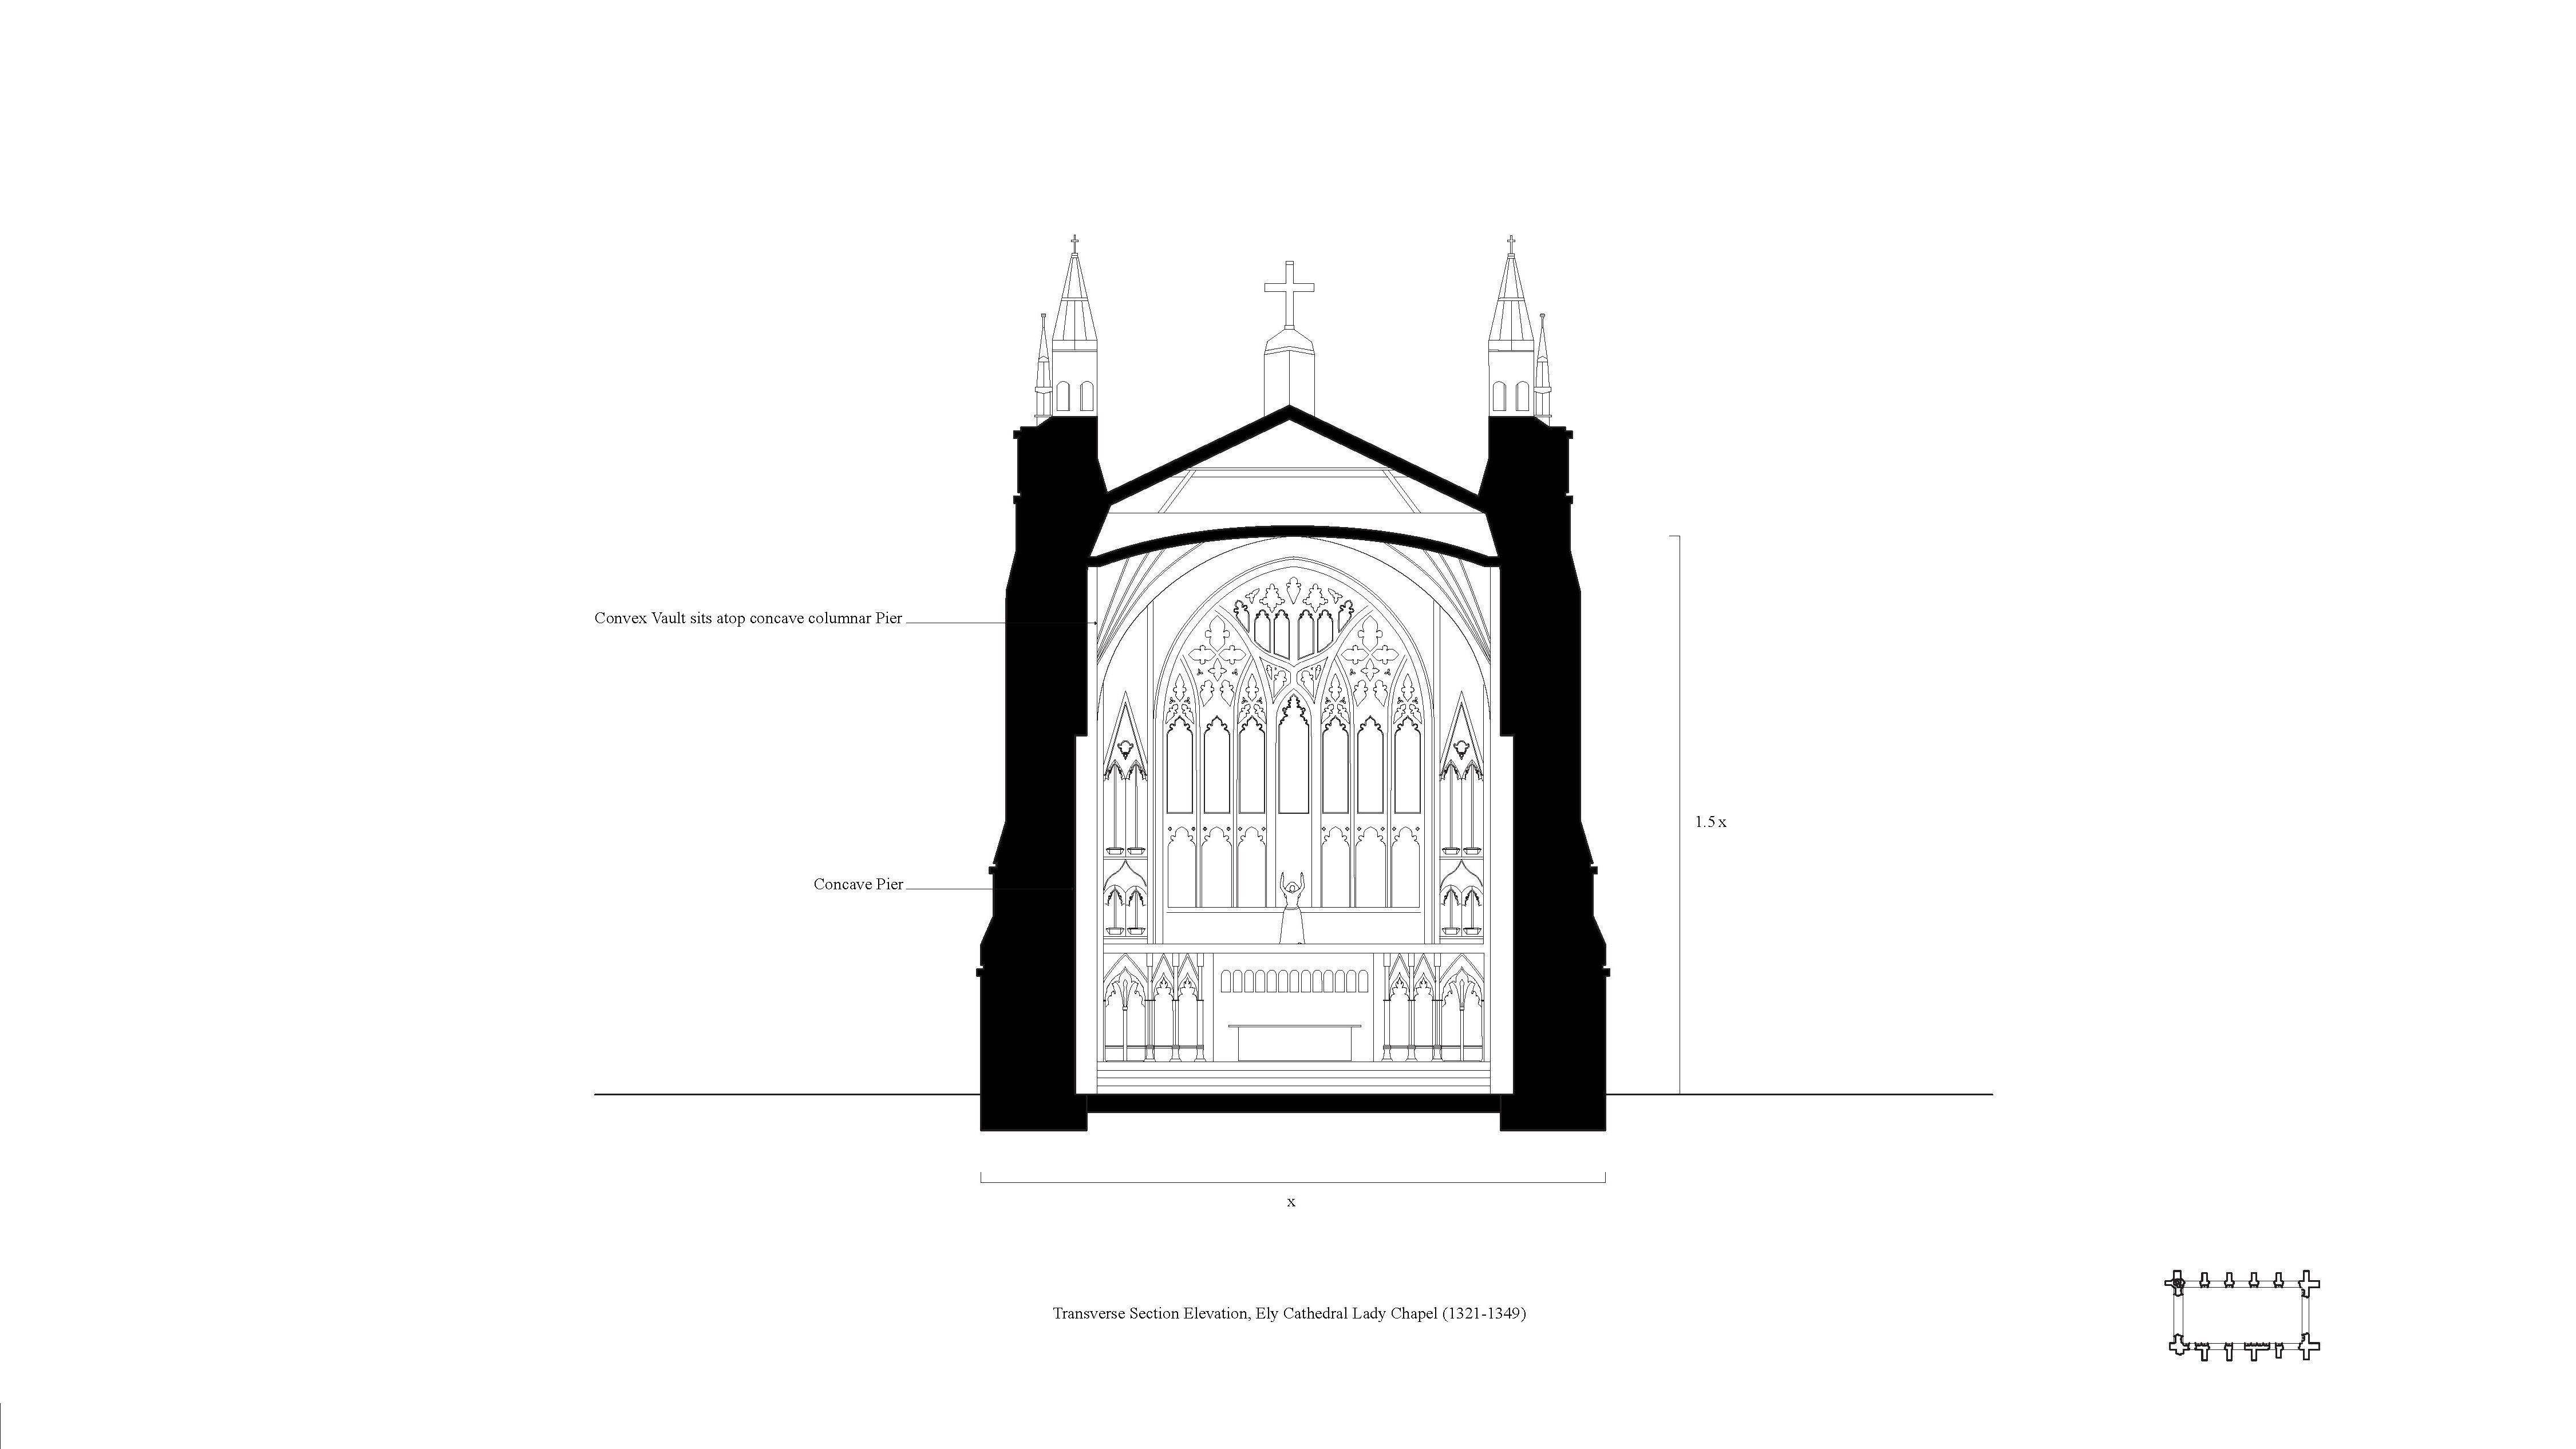 Convex Vault sits atop concave columnar Pier
1.5 x
Concave Pier
x
Transverse Section Elevation, Ely Cathedral Lady Chapel (1321-1349)